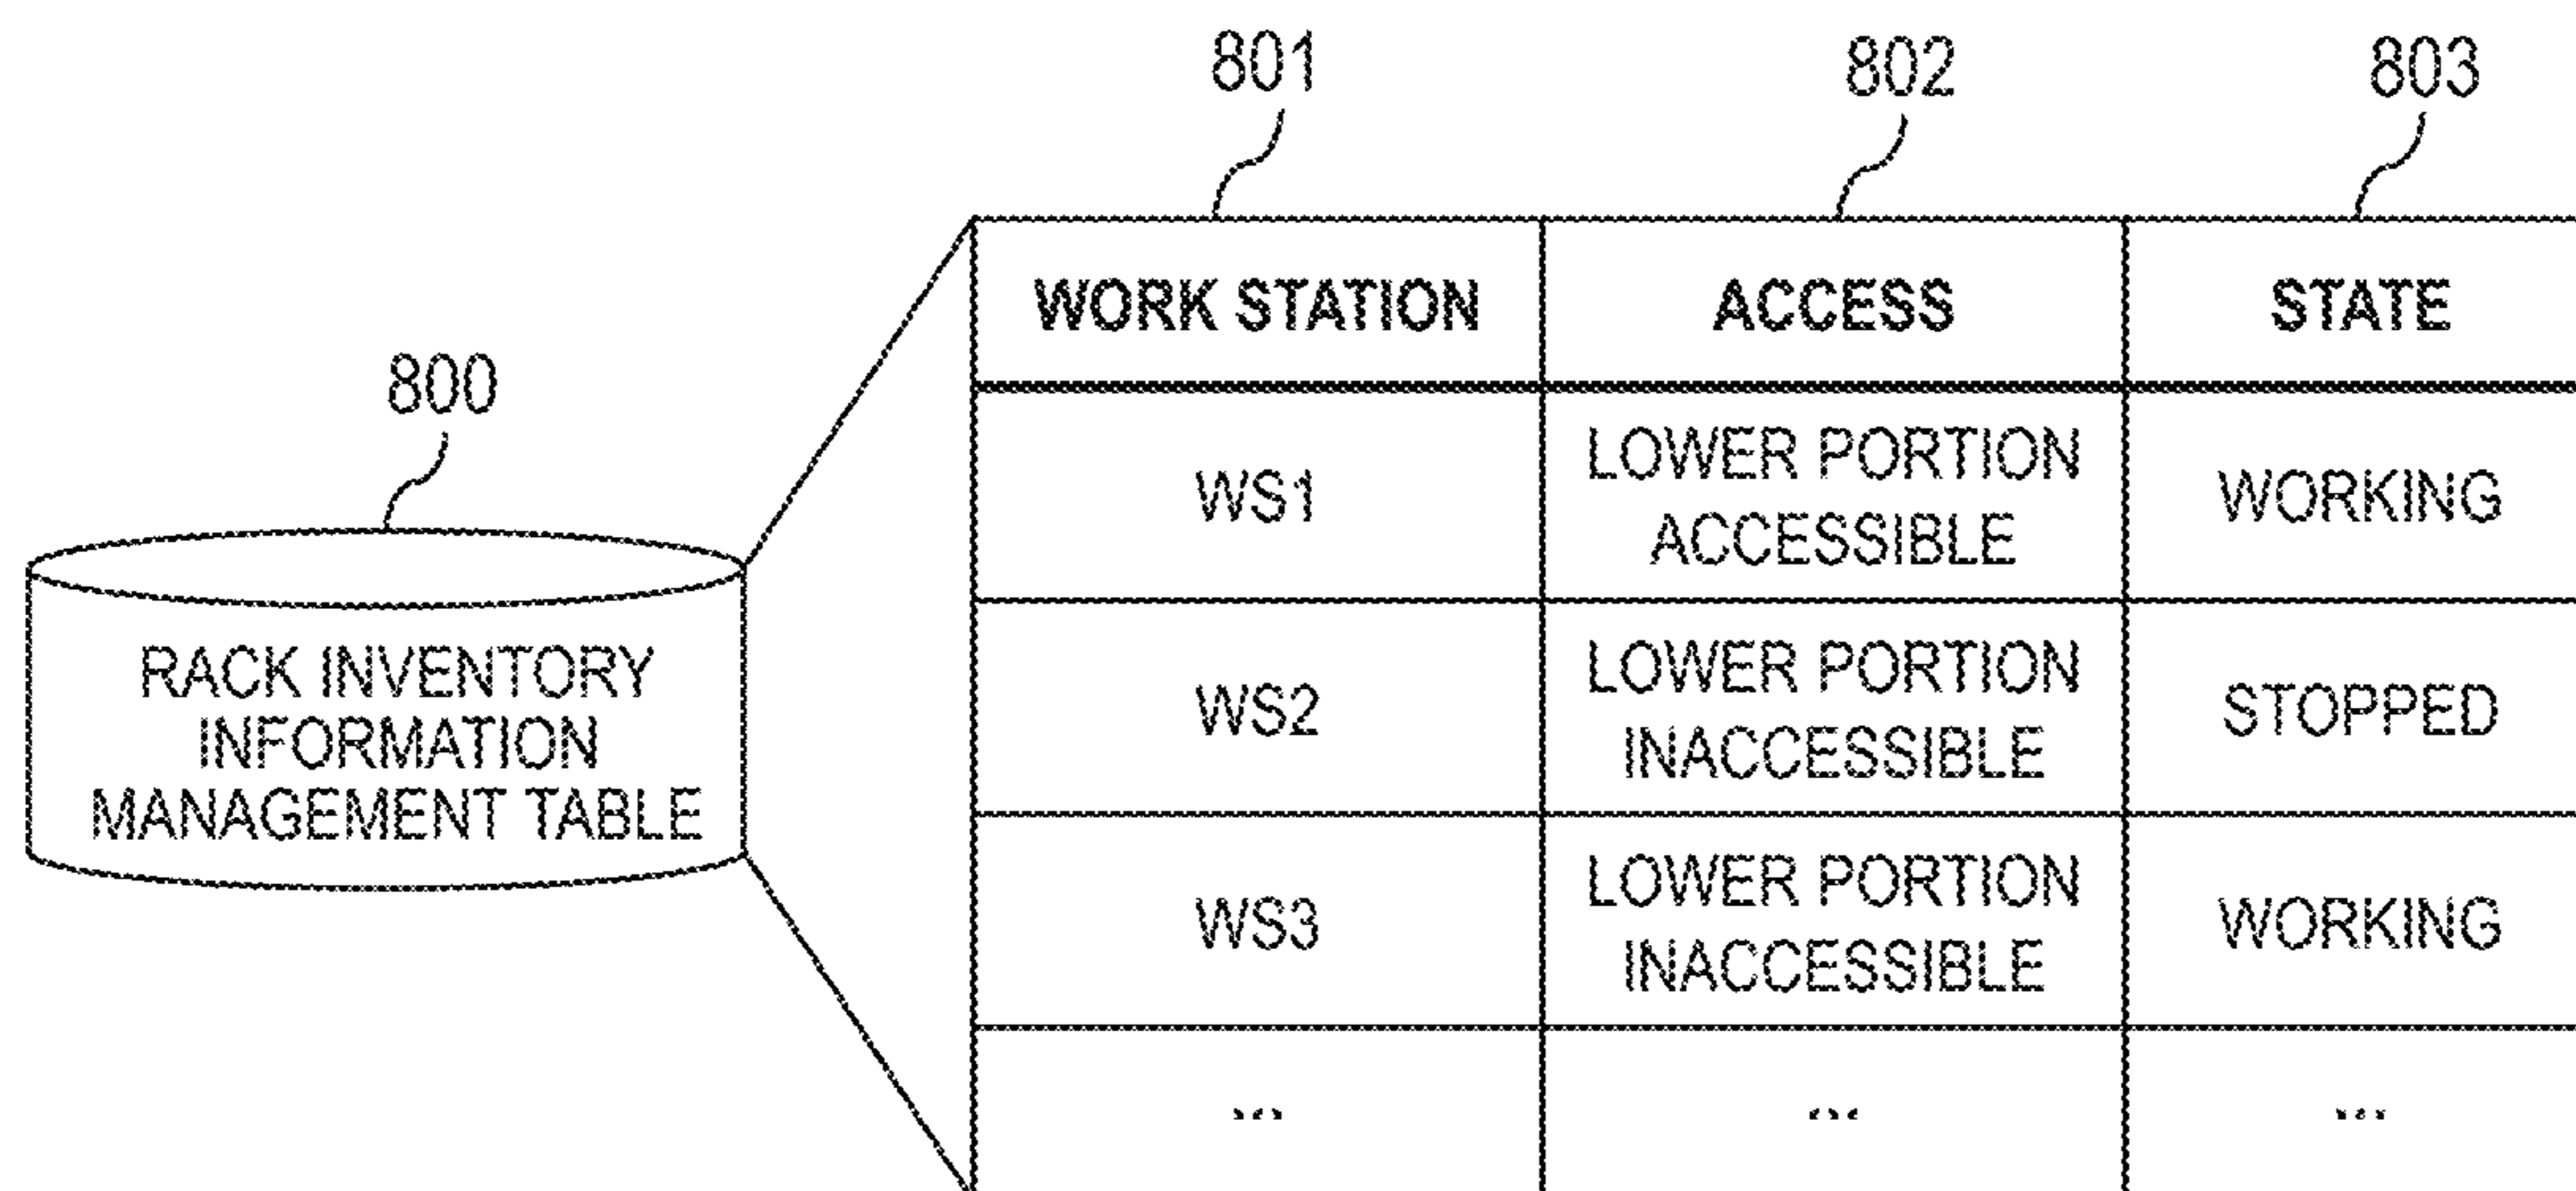 801 802 803
WORK STATION ACCESS STATE
800
LOWER PORTION
WS1 WORKING
ACCESSIBLE
RACK INVENTORY
INFORMATION
MANAGEMENT TABLE
LOWER PORTION
WS2 STOPPED
INACCESSIBLE
LOWER PORTION
WS3 WORKING
INACCESSIBLE
... ... ...